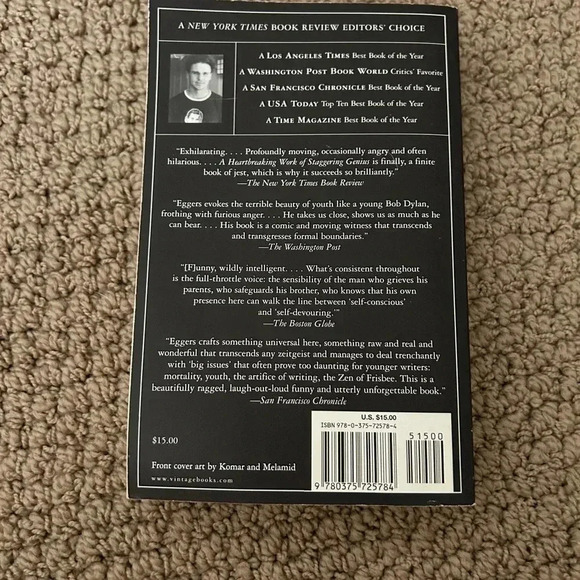 A NEW YORK TIMES BOOK REVIEW EDITORS' CHOICE
A LOS ANGELES TIMES Best Book of the Year
A WASHINGTON POST BOOK WORLD Critics' Favorite
A SAN FRANCISCO CHRONICLE Best Book of the Year
A USA TODAY Top Ten Best Book of the Year
A TIME MAGAZINE Best Book of the Year
"Exhilarating. . . . Profoundly moving, occasionally angry and often
hilarious. . . . A Heartbreaking Work of Staggering Genius is finally, a finite
book of jest, which is why it succeeds so brilliantly."
—The New York Times Book Review
"Eggers evokes the terrible beauty of youth like a young Bob Dylan,
frothing with furious anger. . . . He takes us close, shows us as much as he
can bear. . . . His book is a comic and moving witness that transcends
and transgresses formal boundaries."
—The Washington Post
"[F]unny, wildly intelligent. . . . What's consistent throughout
is the full-throttle voice: the sensibility of the man who grieves his
parents, who safeguards his brother, who knows that his own
presence here can walk the line between 'self-conscious'
and 'self-devouring.'"
—The Boston Globe
"Eggers crafts something universal here, something raw and real and
wonderful that transcends any zeitgeist and manages to deal trenchantly
with 'big issues' that often prove too daunting for younger writers:
mortality, youth, the artifice of writing, the Zen of Frisbee. This is a
beautifully ragged, laugh-out-loud funny and utterly unforgettable book."
—San Francisco Chronicle
U.S. $15.00
ISBN 978-0-375-72578-4
51500
9 780375 725784
$15.00
Front cover art by Komar and Melamid
www.vintagebooks.com